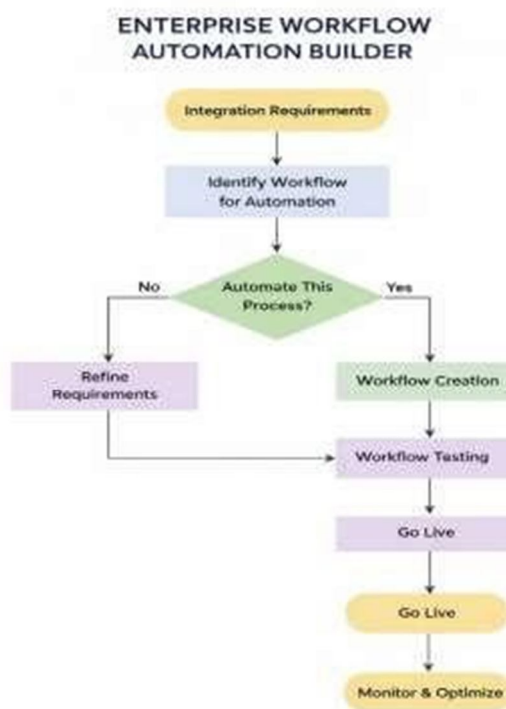 ENTERPRISE WORKFLOW
AUTOMATION BUILDER
Integration Requirements
Identify Workflow
for Automation
Automate This
Process?
No
Yes
Refine
Requirements
Workflow Creation
Workflow Testing
Go Live
Go Live
Monitor & Optimize